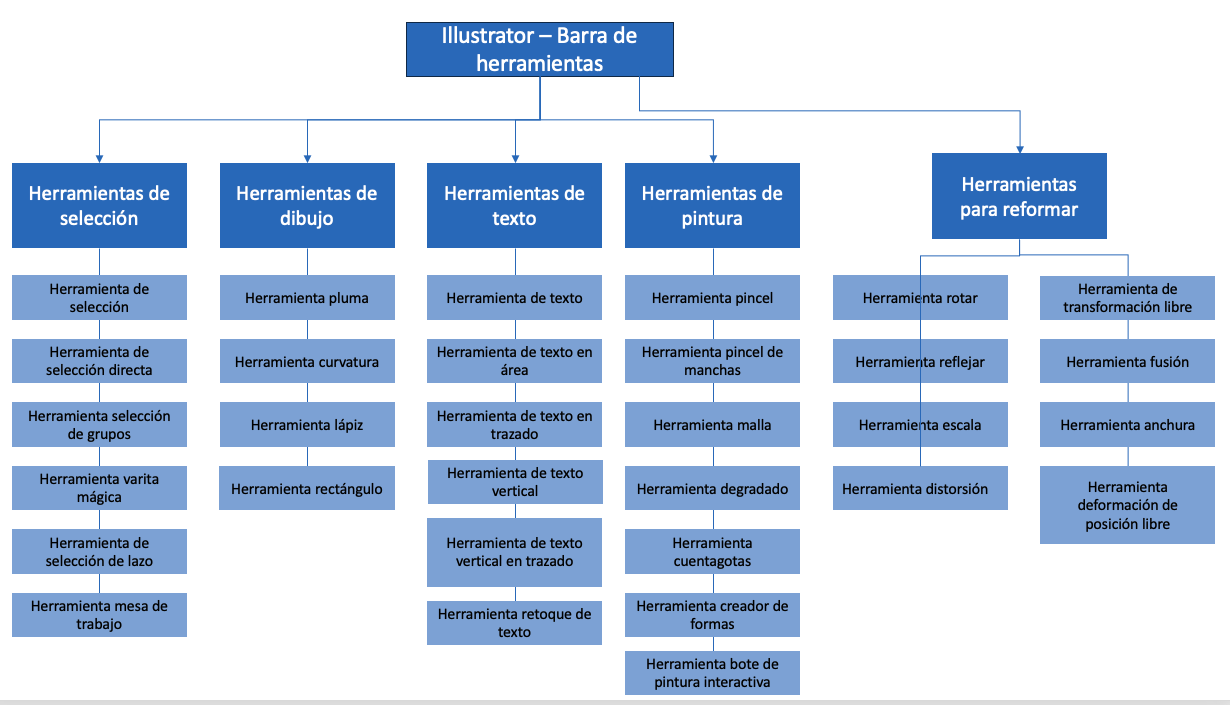 Illustrator – Barra de
herramientas
Herramientas de
selección
Herramientas de
dibujo
Herramientas de
texto
Herramientas de
pintura
Herramientas
para reformar
Herramienta de
selección
Herramienta de
selección directa
Herramienta selección
de grupos
Herramienta varita
mágica
Herramienta de
selección de lazo
Herramienta mesa de
trabajo
Herramienta pluma
Herramienta curvatura
Herramienta lápiz
Herramienta rectángulo
Herramienta de texto
Herramienta de texto en
área
Herramienta de texto en
trazado
Herramienta de texto
vertical
Herramienta de texto
vertical en trazado
Herramienta retoque de
texto
Herramienta pincel
Herramienta pincel de
manchas
Herramienta malla
Herramienta degradado
Herramienta
cuentagotas
Herramienta creador de
formas
Herramienta bote de
pintura interactiva
Herramienta rotar
Herramienta reflejar
Herramienta escala
Herramienta distorsión
Herramienta de
transformación libre
Herramienta fusión
Herramienta anchura
Herramienta
deformación de
posición libre